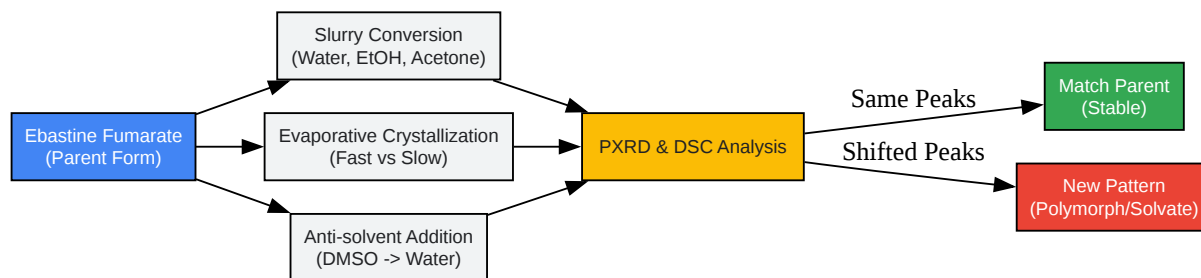 Ebastine Fumarate
(Parent Form)
Slurry Conversion
(Water, EtOH, Acetone)
Evaporative Crystallization
(Fast vs Slow)
Anti-solvent Addition
(DMSO -> Water)
PXRD & DSC Analysis
Same Peaks
Shifted Peaks
Match Parent
(Stable)
New Pattern
(Polymorph/Solvate)